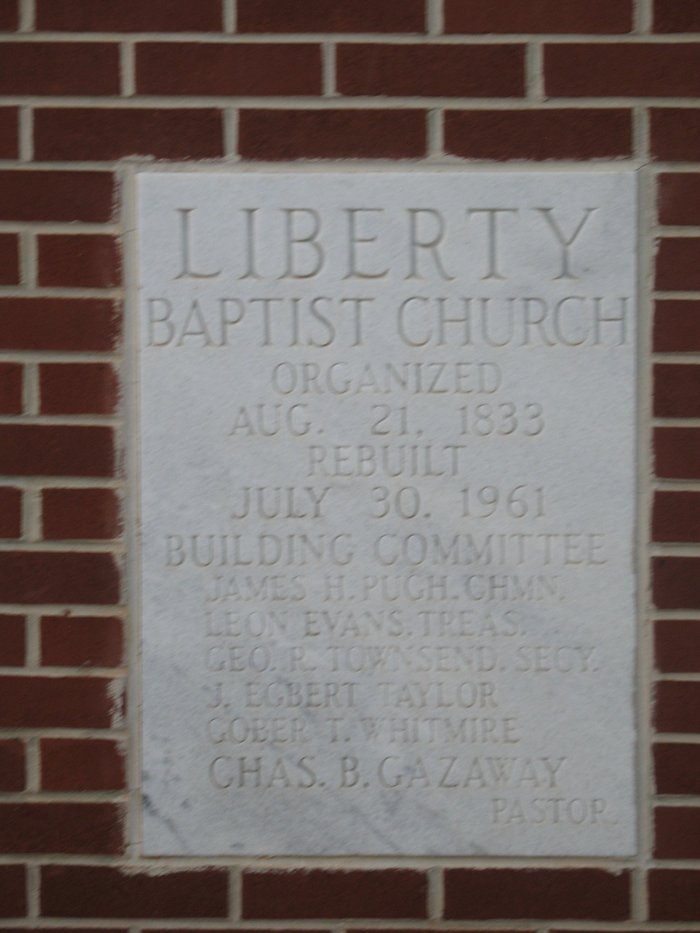 LIBERTY
BAPTIST CHURCH
ORGANIZED
AUG. 21, 1833
REBUILT
JULY 30, 1961
BUILDING COMMITTEE
JAMES H. PUGH. CHMN.
LEON EVANS. TREAS.
GEO. R. TOWNSEND. SECY.
J. EGBERT TAYLOR
GOBER T. WHITMIRE
CHAS. B. GAZAWAY
PASTOR